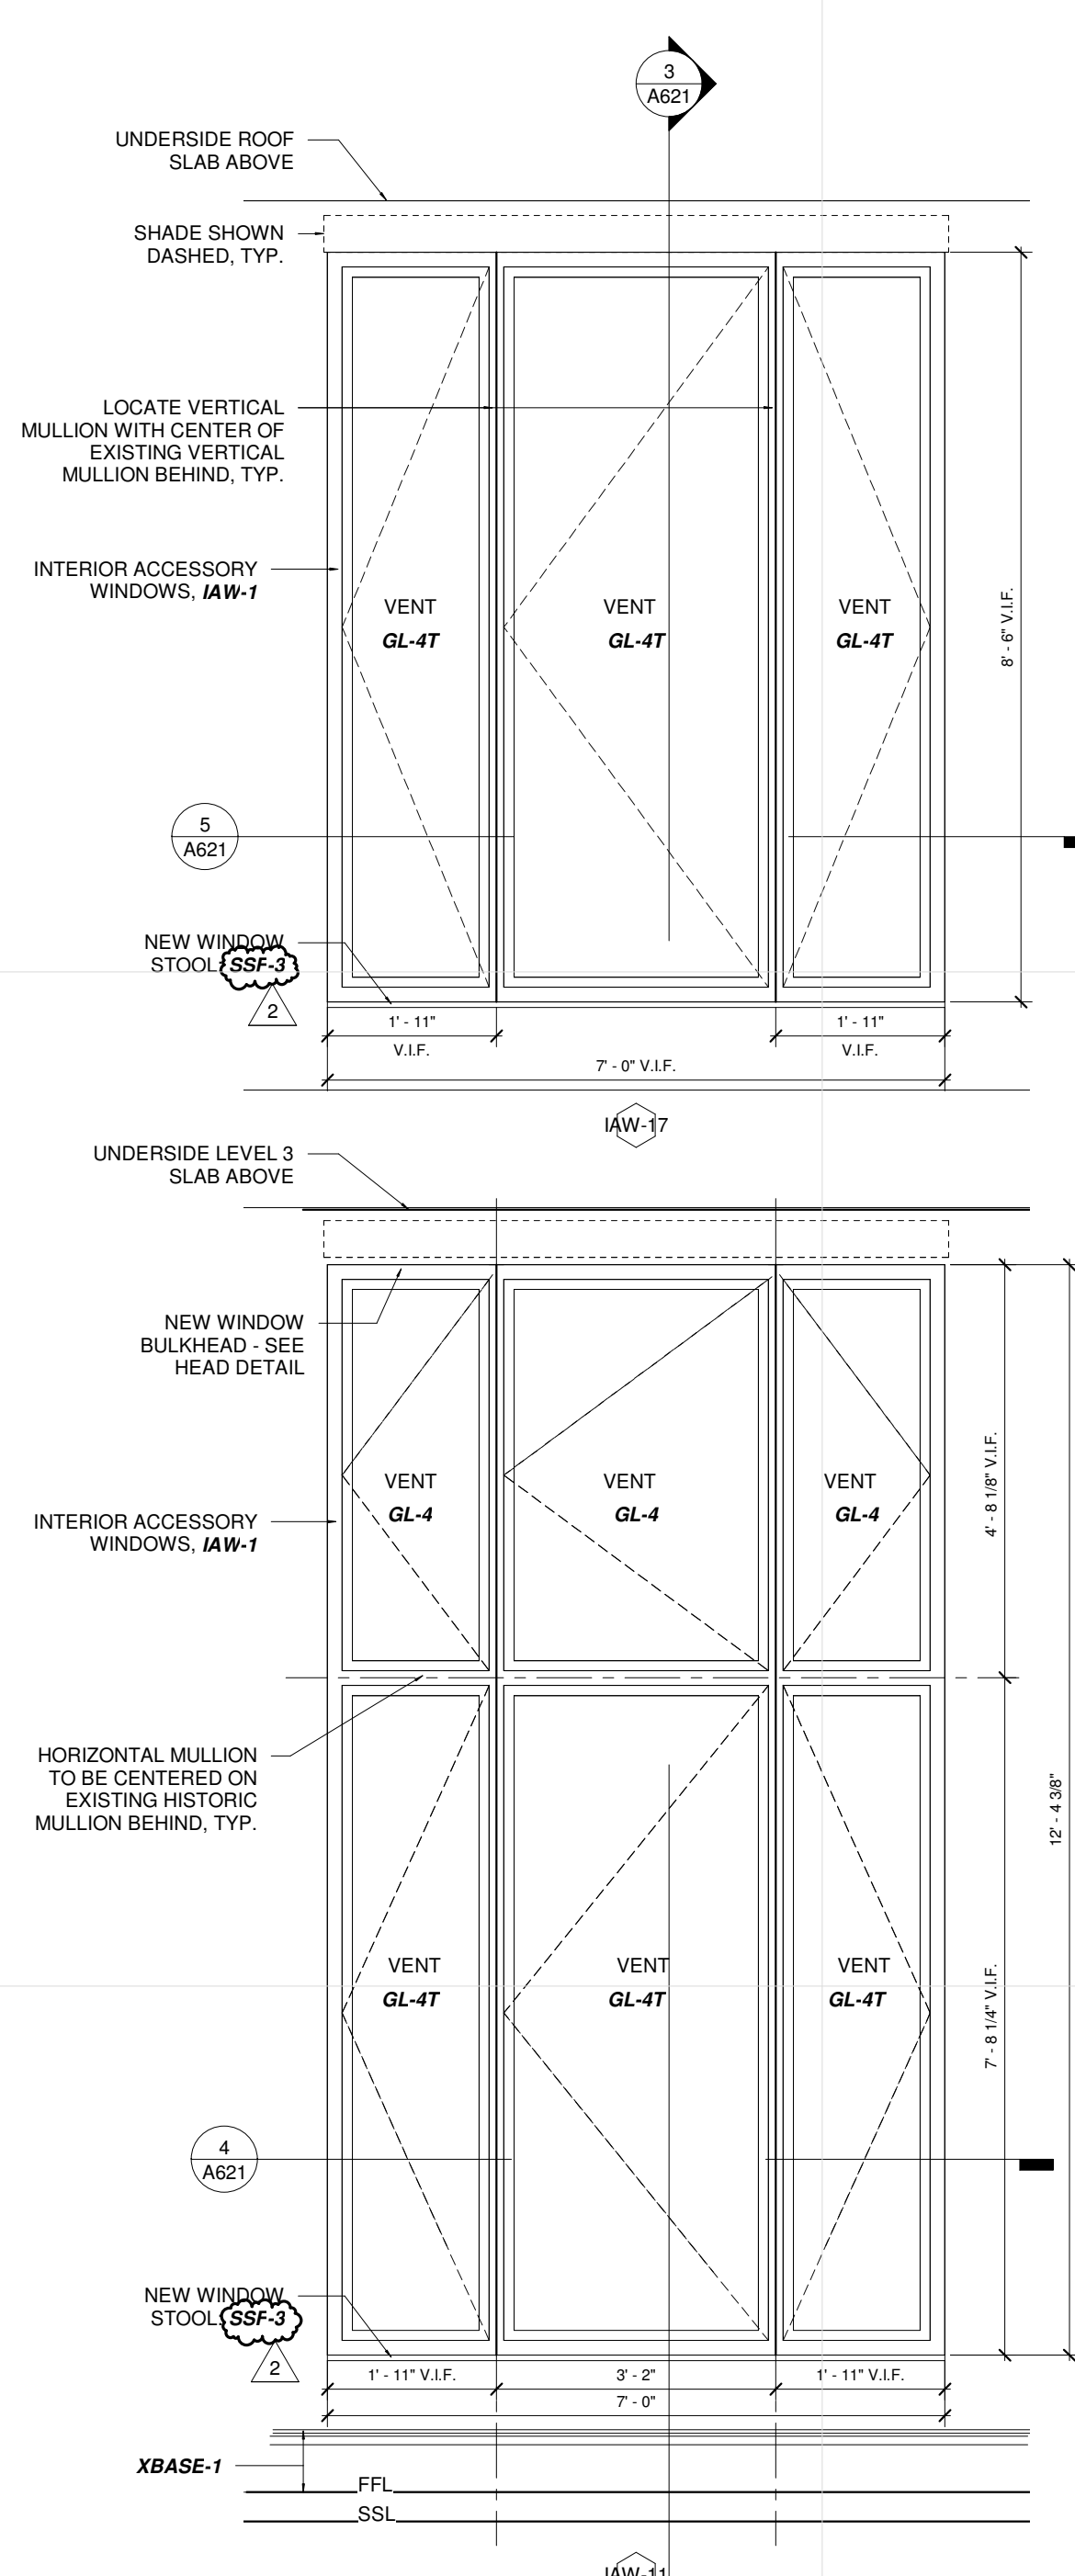 3
A621
UNDERSIDE ROOF
SLAB ABOVE
SHADE SHOWN
DASHED, TYP.
LOCATE VERTICAL
MULLION WITH CENTER OF
EXISTING VERTICAL
MULLION BEHIND, TYP.
INTERIOR ACCESSORY
WINDOWS, IAW-1
VENT
GL-4T
VENT
GL-4T
VENT
GL-4T
8' - 6" V.I.F.
5
A621
NEW WINDOW
STOOL, SSF-3
2
1' - 11"
V.I.F.
1' - 11"
V.I.F.
7' - 0" V.I.F.
IAW-17
UNDERSIDE LEVEL 3
SLAB ABOVE
NEW WINDOW
BULKHEAD - SEE
HEAD DETAIL
VENT
GL-4
VENT
GL-4
VENT
GL-4
4' - 8 1/8" V.I.F.
INTERIOR ACCESSORY
WINDOWS, IAW-1
HORIZONTAL MULLION
TO BE CENTERED ON
EXISTING HISTORIC
MULLION BEHIND, TYP.
12' - 4 3/8"
VENT
GL-4T
VENT
GL-4T
VENT
GL-4T
7' - 8 1/4" V.I.F.
4
A621
NEW WINDOW
STOOL, SSF-3
2
1' - 11" V.I.F.
3' - 2"
1' - 11" V.I.F.
7' - 0"
XBASE-1
FFL
SSL
IAW-11